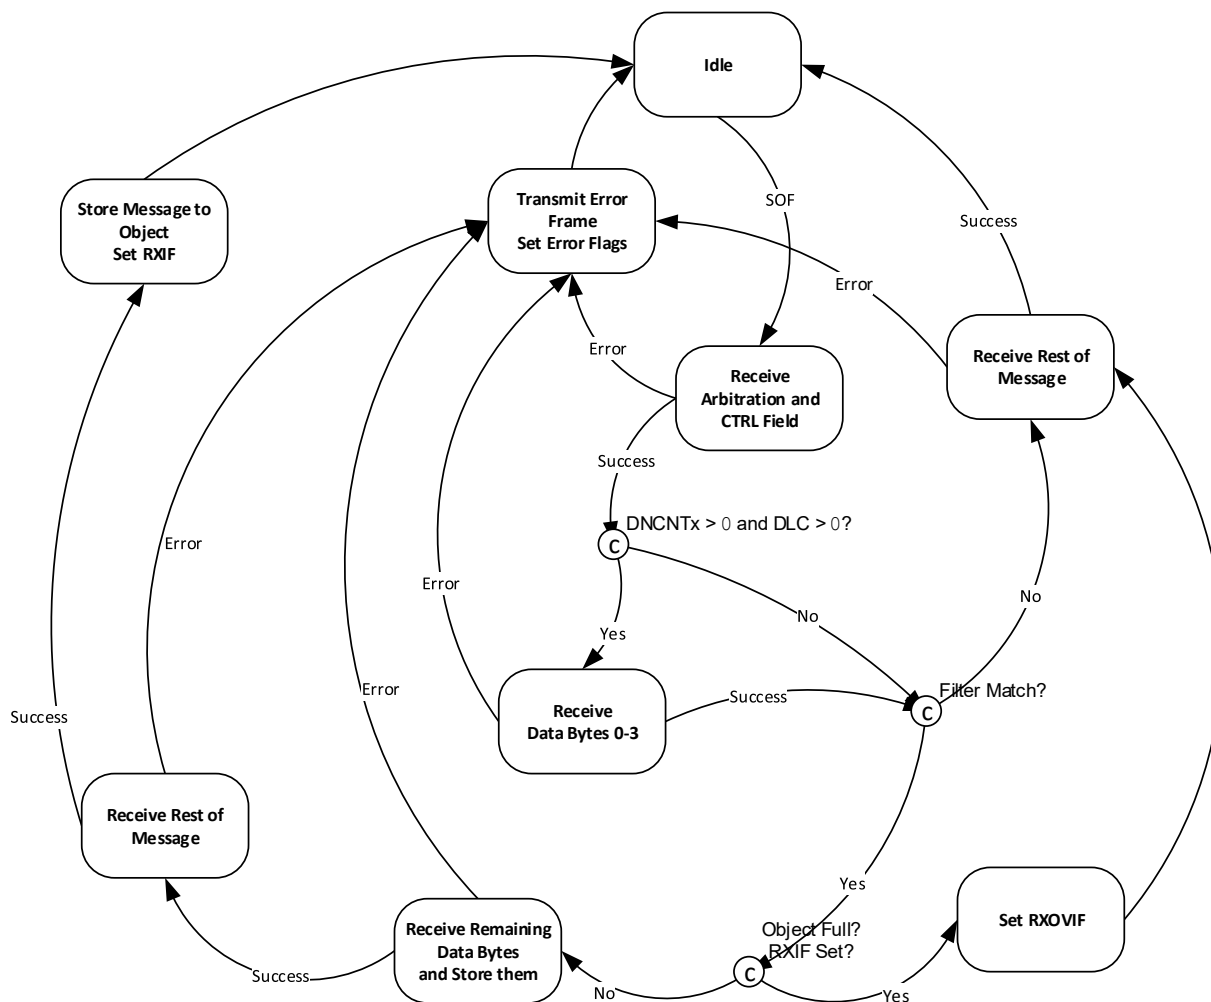 Idle
Transmit Error
Frame
Set Error Flags
SOF
Store Message to
Object
Set RXIF
Success
Error
Receive Rest of
Message
Error
Receive
Arbitration and
CTRL Field
Success
DNCNTx > 0 and DLC > 0?
C
Error
Error
No
No
Yes
Error
Receive
Data Bytes 0-3
Success
Filter Match?
C
Success
Receive Rest of
Message
Yes
Set RXOVIF
Receive Remaining
Data Bytes
and Store them
Object Full?
RXIF Set?
C
Success
No
Yes